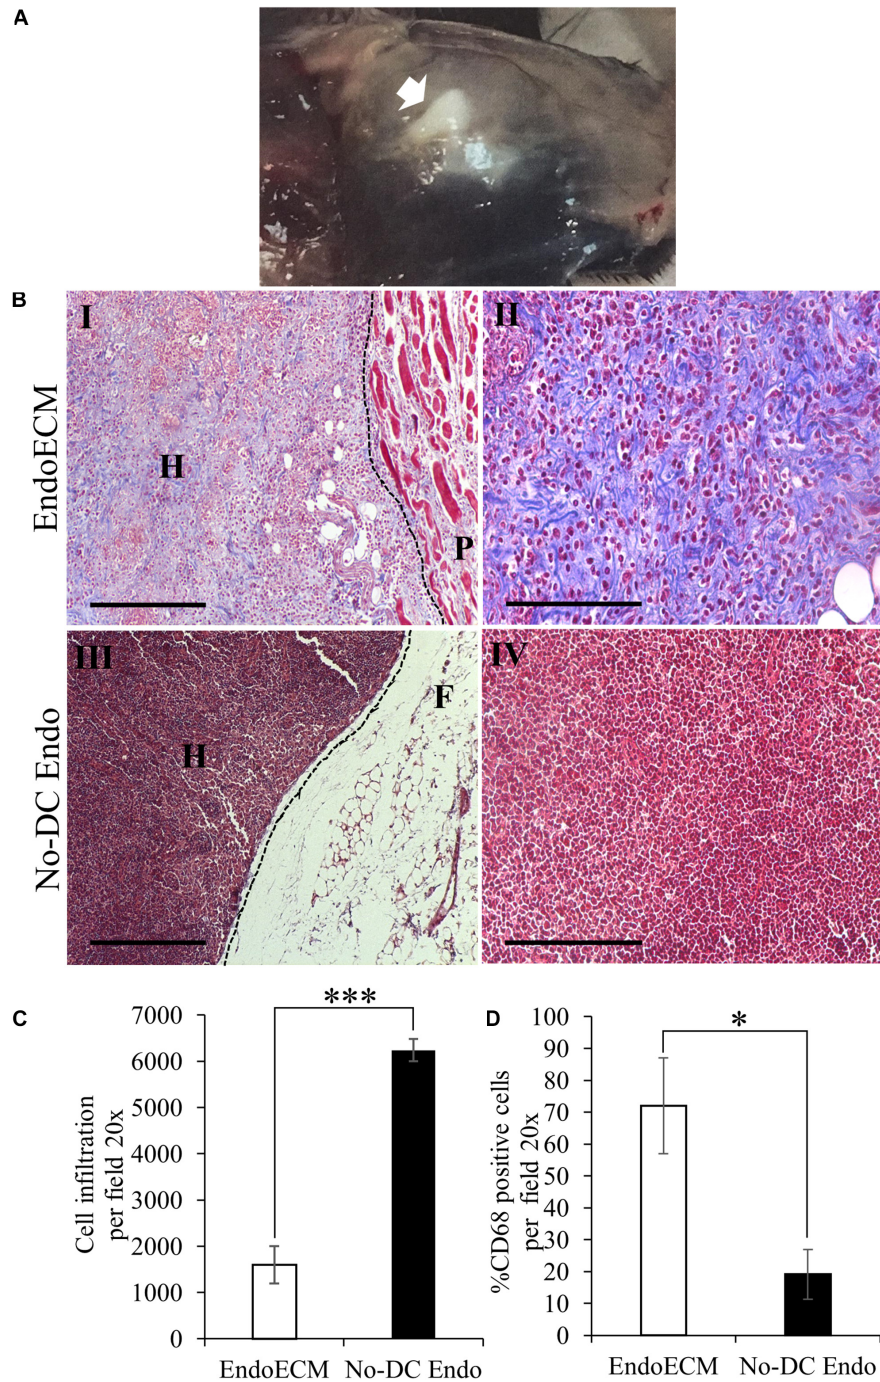 A
B
I
II
EndoECM
H
P
III
IV
No-DC Endo
H
F
C
***
7000
6000
5000
4000
3000
2000
1000
0
Cell infiltration
per field 20x
EndoECM
No-DC Endo
D
*
100
90
80
70
60
50
40
30
20
10
0
%CD68 positive cells
per field 20x
EndoECM
No-DC Endo